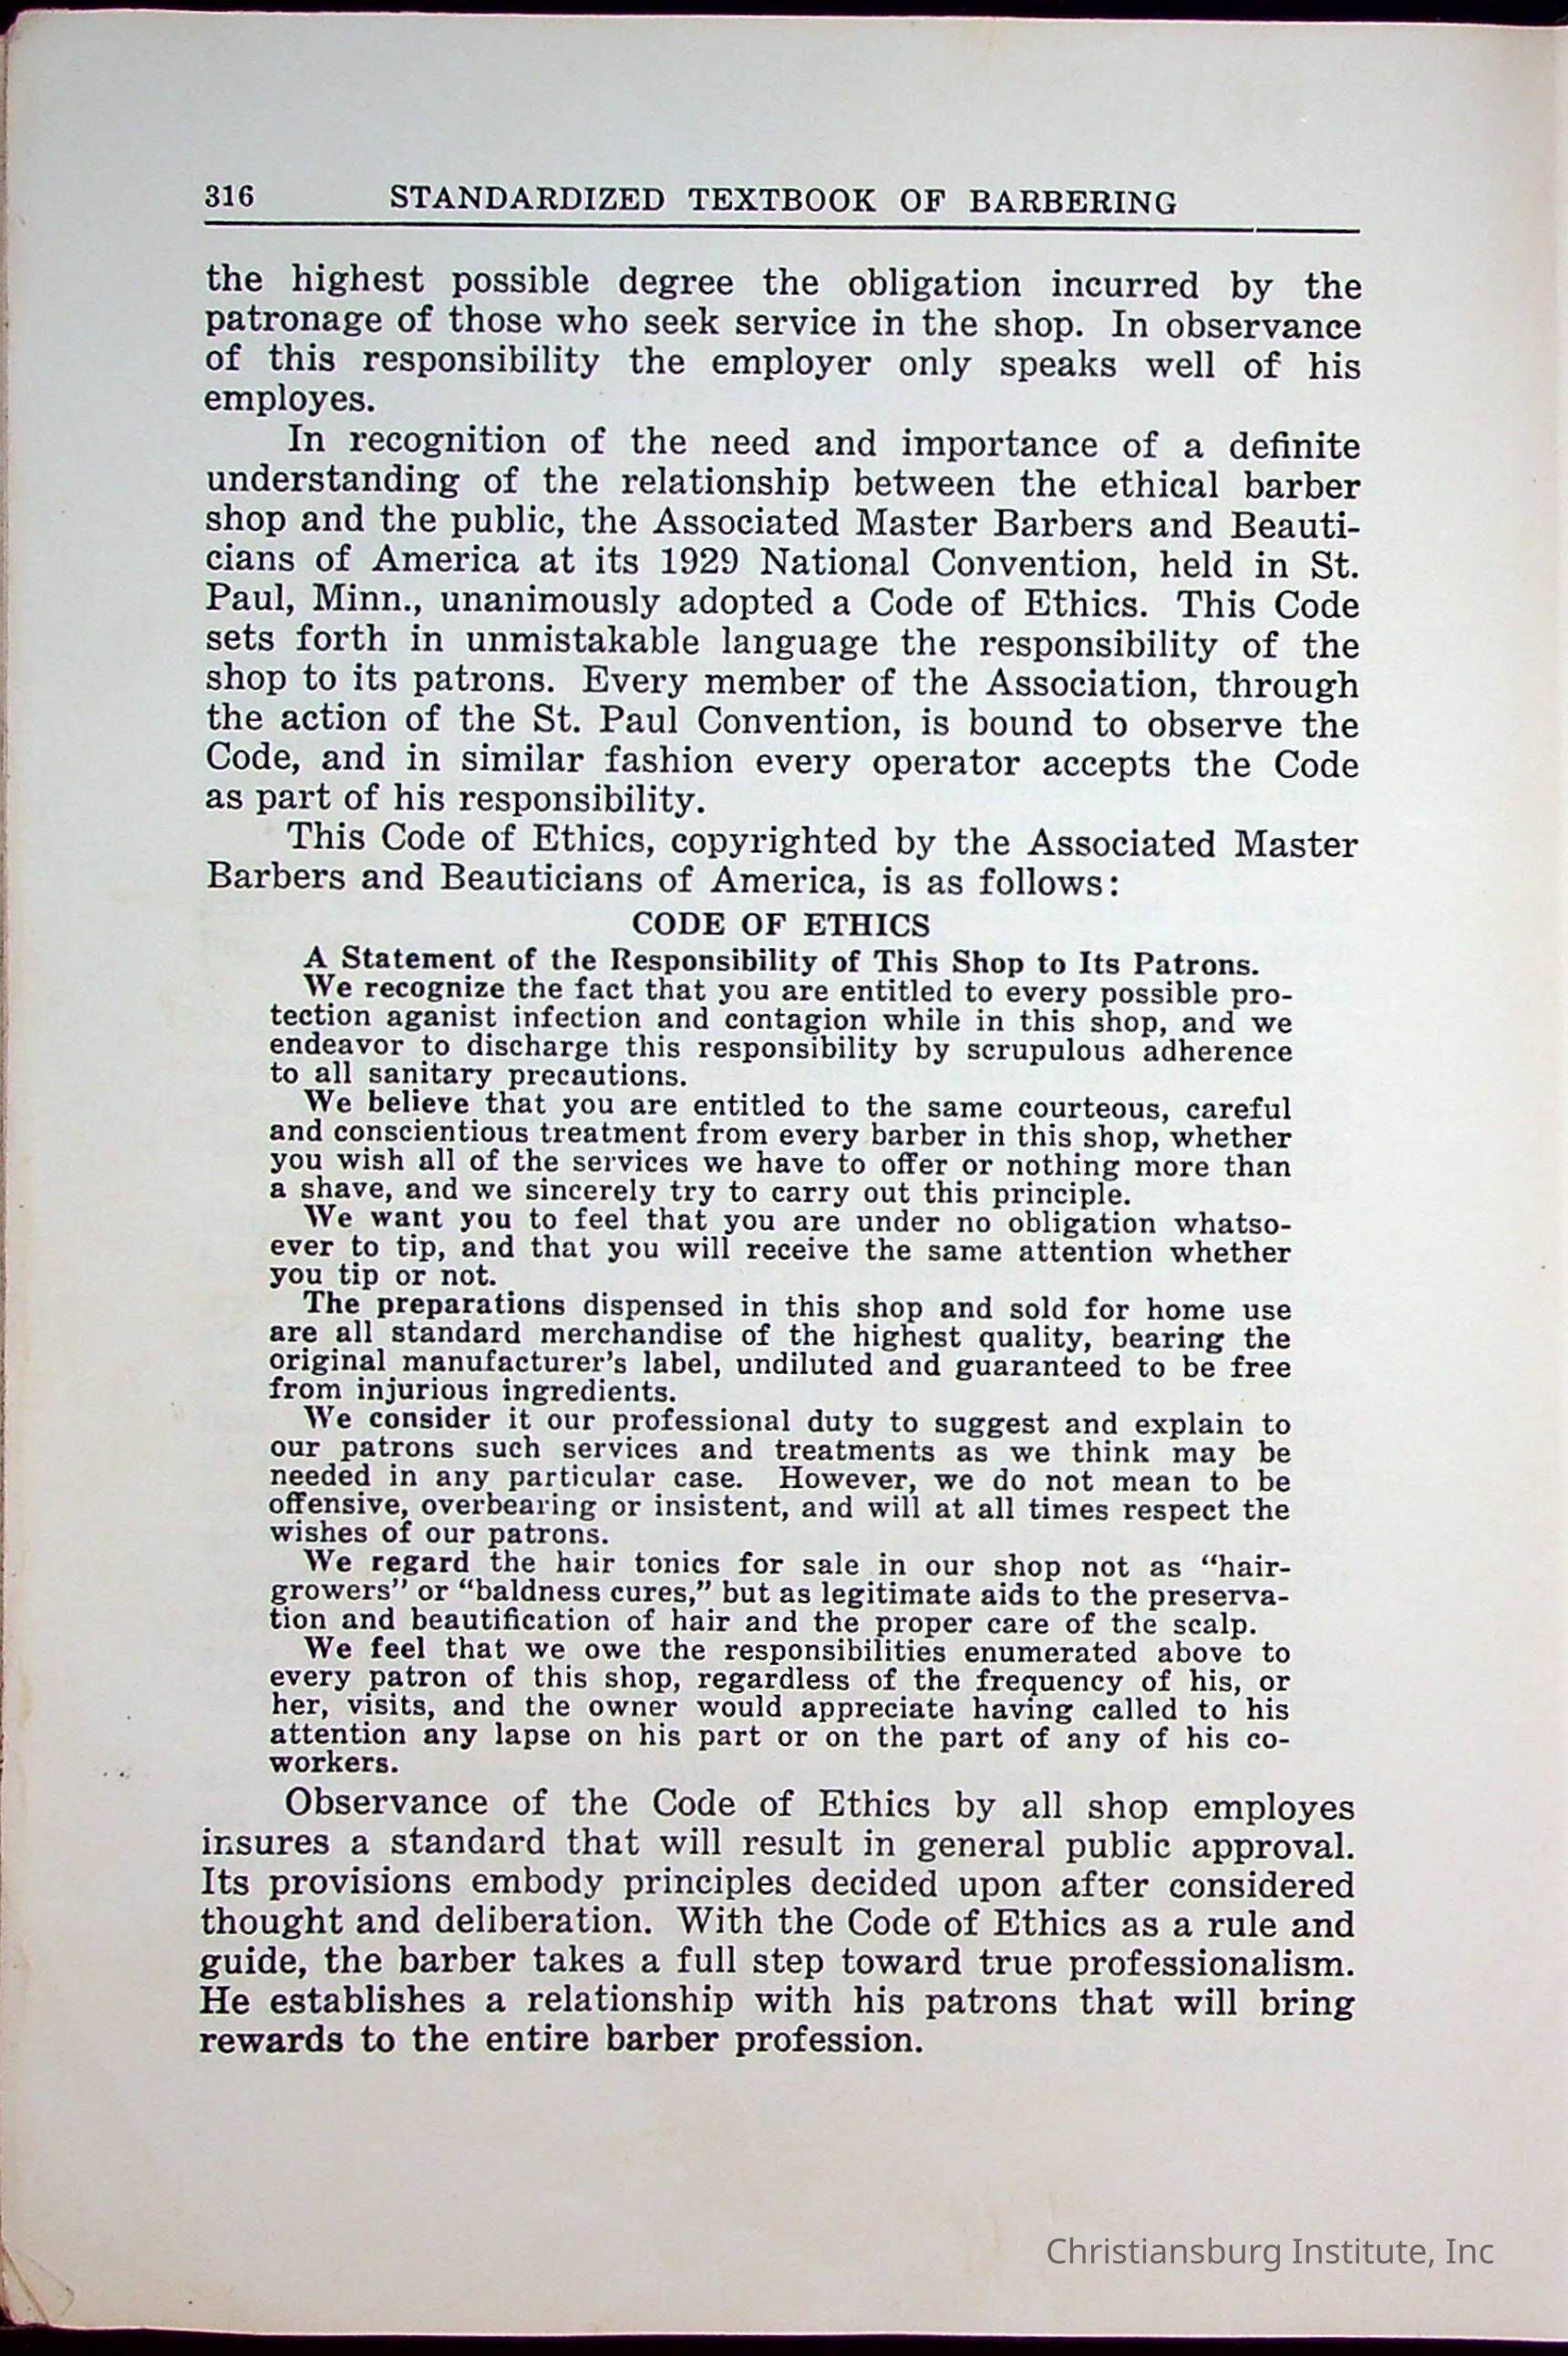 316 STANDARDIZED TEXTBOOK OF BARBERING
the highest possible degree the obligation incurred by the
patronage of those who seek service in the shop. In observance
of this responsibility the employer only speaks well of his
employes.
In recognition of the need and importance of a definite
understanding of the relationship between the ethical barber
shop and the public, the Associated Master Barbers and Beauti-
cians of America at its 1929 National Convention, held in St.
Paul, Minn., unanimously adopted a Code of Ethics. This Code
sets forth in unmistakable language the responsibility of the
shop to its patrons. Every member of the Association, through
the action of the St. Paul Convention, is bound to observe the
Code, and in similar fashion every operator accepts the Code
as part of his responsibility.
This Code of Ethics, copyrighted by the Associated Master
Barbers and Beauticians of America, is as follows:
CODE OF ETHICS
A Statement of the Responsibility of This Shop to Its Patrons.
We recognize the fact that you are entitled to every possible pro-
tection aganist infection and contagion while in this shop, and we
endeavor to discharge this responsibility by scrupulous adherence
to all sanitary precautions.
We believe that you are entitled to the same courteous, careful
and conscientious treatment from every barber in this shop, whether
you wish all of the services we have to offer or nothing more than
a shave, and we sincerely try to carry out this principle.
We want you to feel that you are under no obligation whatso-
ever to tip, and that you will receive the same attention whether
you tip or not.
The preparations dispensed in this shop and sold for home use
are all standard merchandise of the highest quality, bearing the
original manufacturer's label, undiluted and guaranteed to be free
from injurious ingredients.
We consider it our professional duty to suggest and explain to
our patrons such services and treatments as we think may be
needed in any particular case. However, we do not mean to be
offensive, overbearing or insistent, and will at all times respect the
wishes of our patrons.
We regard the hair tonics for sale in our shop not as “hair-
growers” or “baldness cures,” but as legitimate aids to the preserva-
tion and beautification of hair and the proper care of the scalp.
We feel that we owe the responsibilities enumerated above to
every patron of this shop, regardless of the frequency of his, or
her, visits, and the owner would appreciate having called to his
attention any lapse on his part or on the part of any of his co-
workers.
Observance of the Code of Ethics by all shop employes
insures a standard that will result in general public approval.
Its provisions embody principles decided upon after considered
thought and deliberation. With the Code of Ethics as a rule and
guide, the barber takes a full step toward true professionalism.
He establishes a relationship with his patrons that will bring
rewards to the entire barber profession.
Christiansburg Institute, Inc